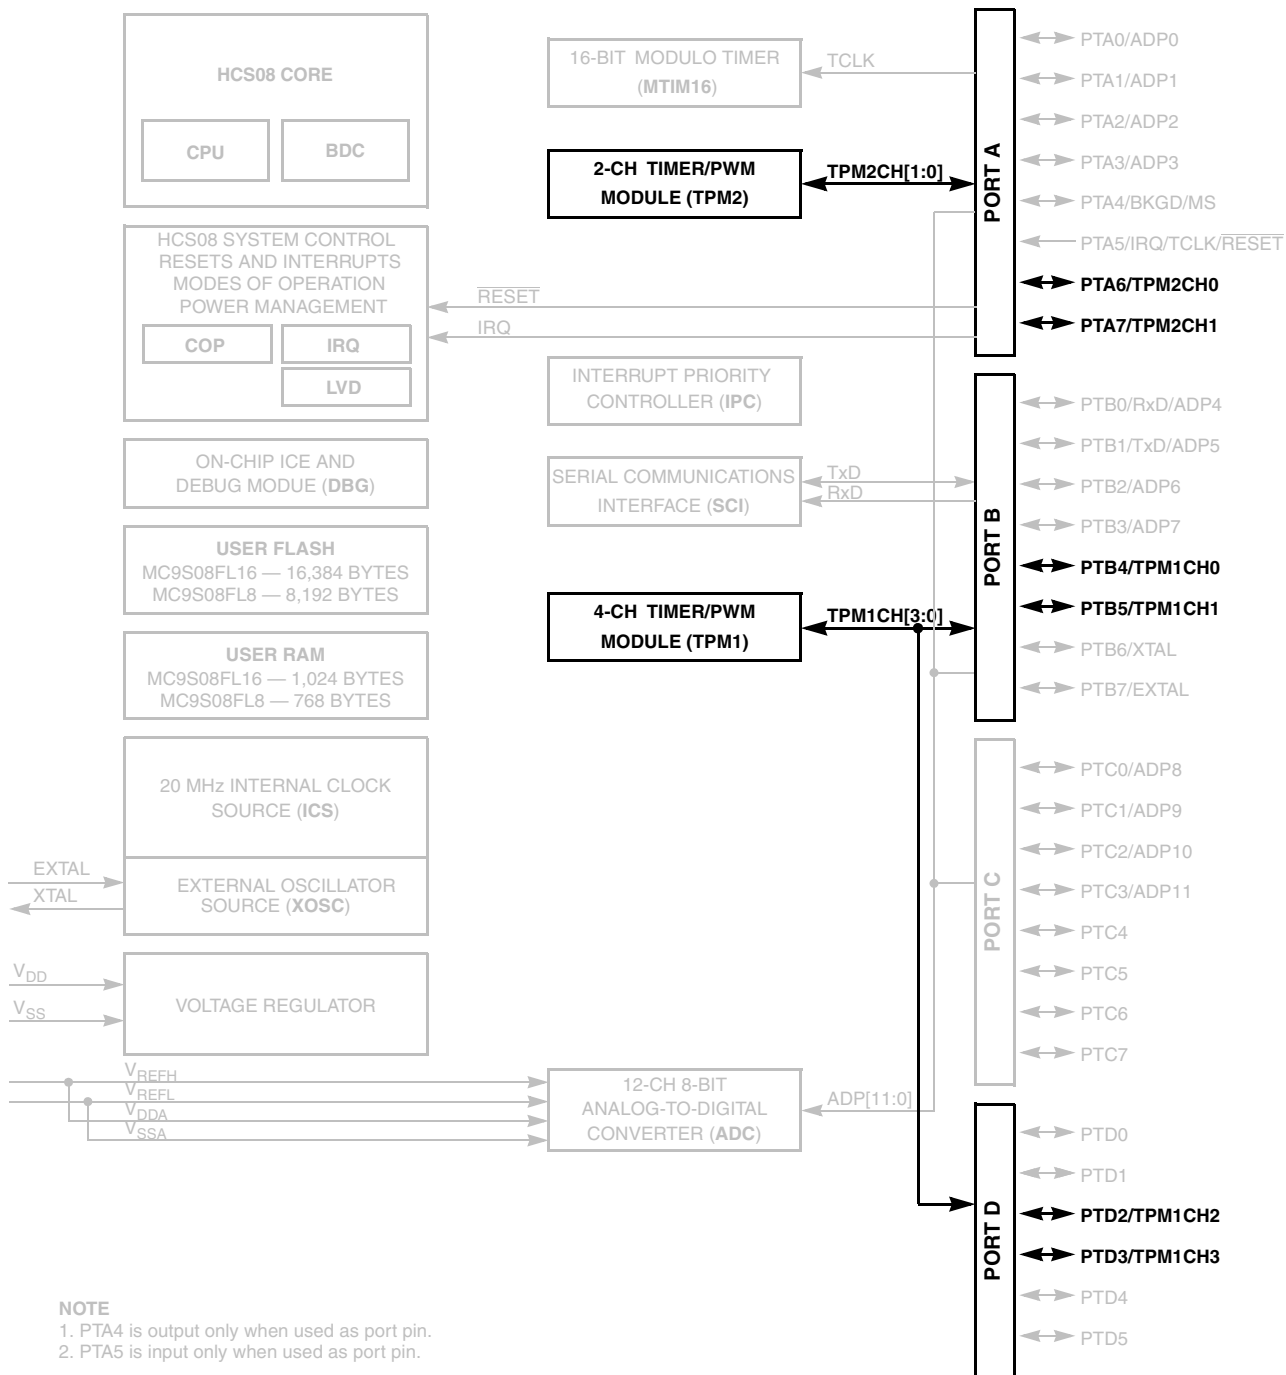 HCS08 CORE
CPU
BDC
HCS08 SYSTEM CONTROL
RESETS AND INTERRUPTS
MODES OF OPERATION
POWER MANAGEMENT
COP
IRQ
LVD
ON-CHIP ICE AND
DEBUG MODUE (DBG)
USER FLASH
MC9S08FL16 — 16,384 BYTES
MC9S08FL8 — 8,192 BYTES
USER RAM
MC9S08FL16 — 1,024 BYTES
MC9S08FL8 — 768 BYTES
20 MHz INTERNAL CLOCK
SOURCE (ICS)
EXTERNAL OSCILLATOR
SOURCE (XOSC)
EXTAL
XTAL
VOLTAGE REGULATOR
VDD
VSS
VREFH
VREFL
VDDA
VSSA
16-BIT MODULO TIMER
(MTIM16)
TCLK
2-CH TIMER/PWM
MODULE (TPM2)
TPM2CH[1:0]
RESET
IRQ
INTERRUPT PRIORITY
CONTROLLER (IPC)
SERIAL COMMUNICATIONS
INTERFACE (SCI)
TxD
RxD
4-CH TIMER/PWM
MODULE (TPM1)
TPM1CH[3:0]
12-CH 8-BIT
ANALOG-TO-DIGITAL
CONVERTER (ADC)
ADP[11:0]
PORT A
PTA0/ADP0
PTA1/ADP1
PTA2/ADP2
PTA3/ADP3
PTA4/BKGD/MS
PTA5/IRQ/TCLK/RESET
PTA6/TPM2CH0
PTA7/TPM2CH1
PORT B
PTB0/RxD/ADP4
PTB1/TxD/ADP5
PTB2/ADP6
PTB3/ADP7
PTB4/TPM1CH0
PTB5/TPM1CH1
PTB6/XTAL
PTB7/EXTAL
PORT C
PTC0/ADP8
PTC1/ADP9
PTC2/ADP10
PTC3/ADP11
PTC4
PTC5
PTC6
PTC7
PORT D
PTD0
PTD1
PTD2/TPM1CH2
PTD3/TPM1CH3
PTD4
PTD5
NOTE
1. PTA4 is output only when used as port pin.
2. PTA5 is input only when used as port pin.